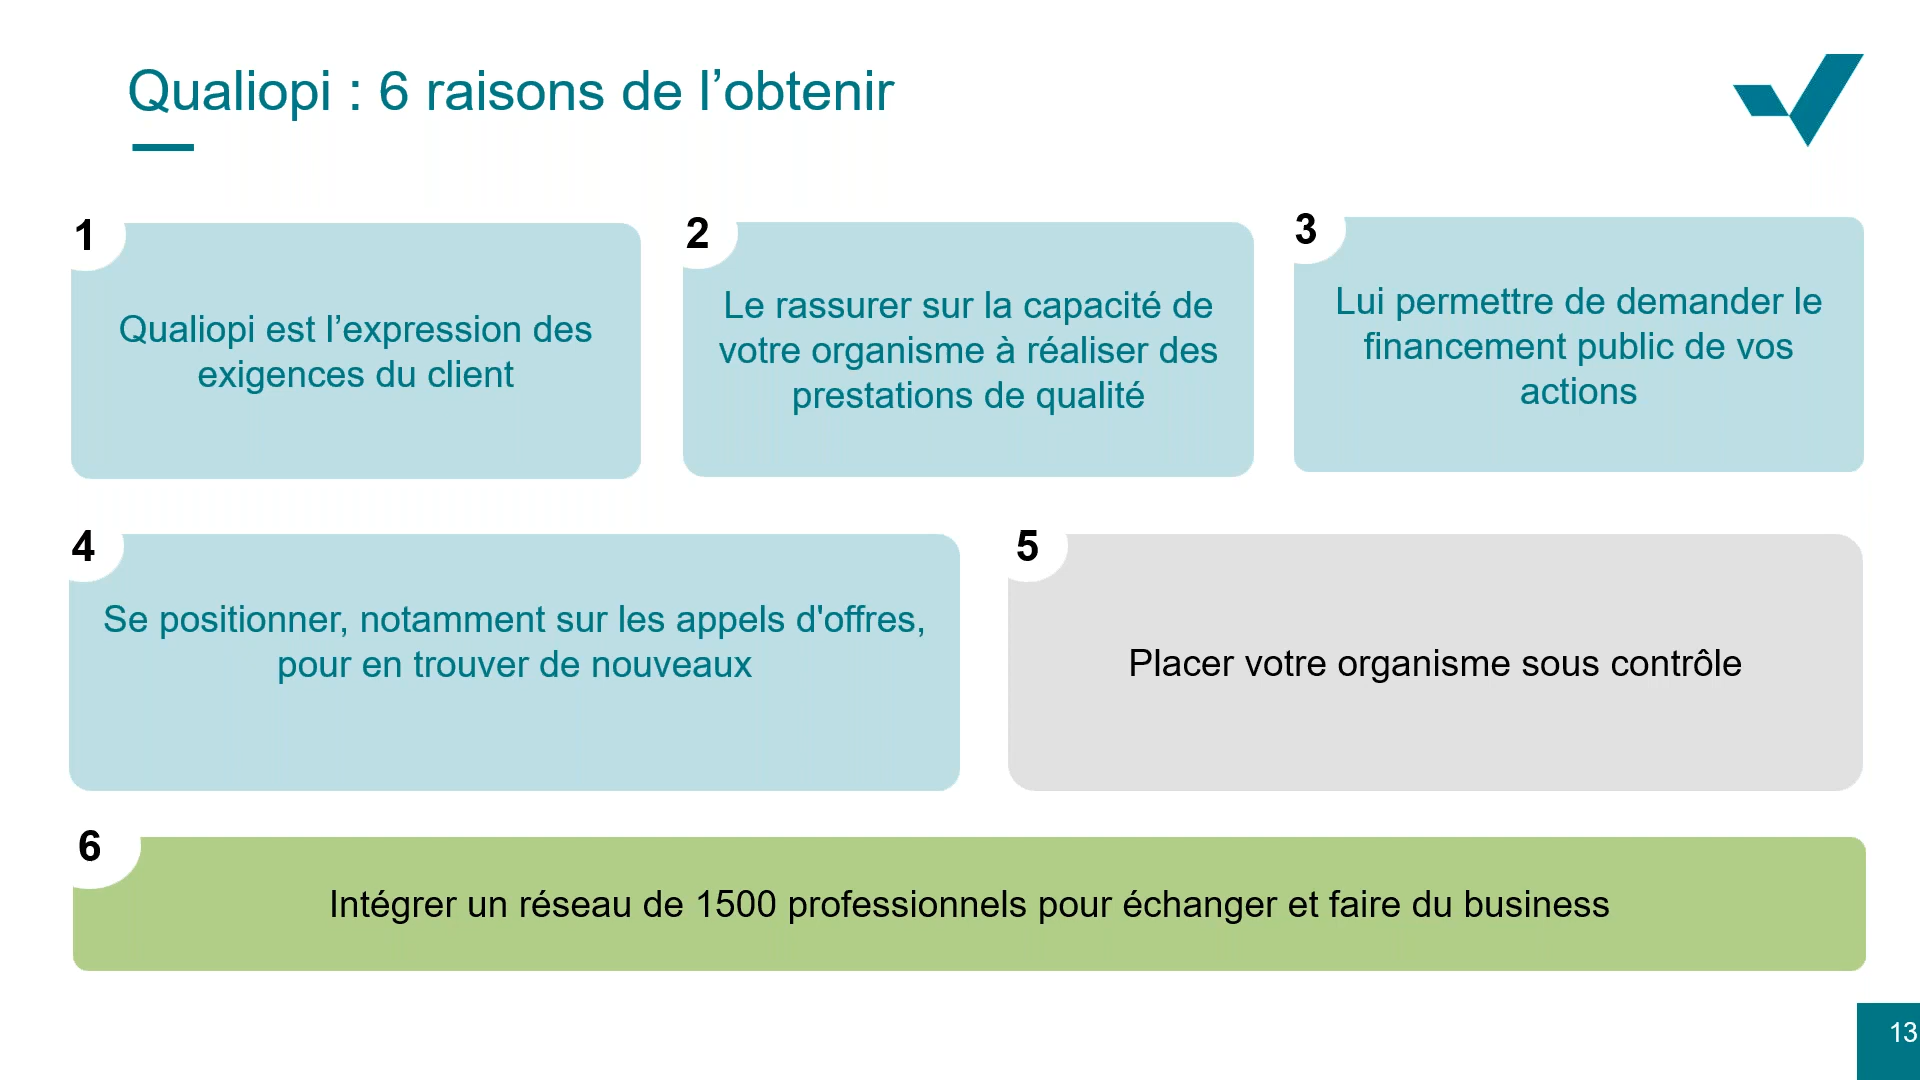 Qualiopi : 6 raisons de l’obtenir
1
Qualiopi est l’expression des
exigences du client
2
Le rassurer sur la capacité de
votre organisme à réaliser des
prestations de qualité
3
Lui permettre de demander le
financement public de vos
actions
4
Se positionner, notamment sur les appels d'offres,
pour en trouver de nouveaux
5
Placer votre organisme sous contrôle
6
Intégrer un réseau de 1500 professionnels pour échanger et faire du business
13